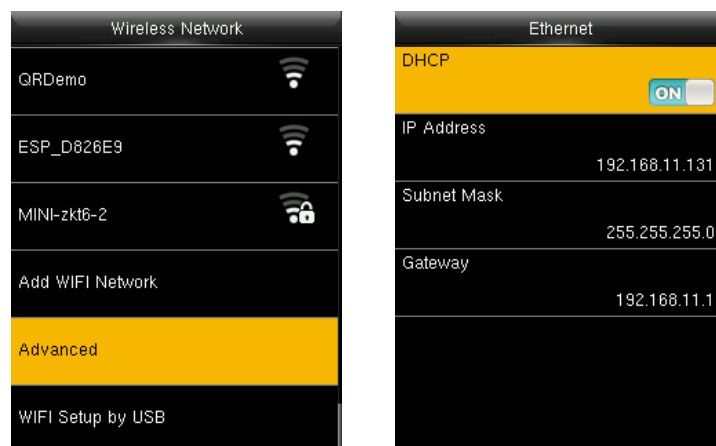 Wireless Network
QRDemo
ESP_D826E9
MINI-zkt6-2
Add WIFI Network
Advanced
WIFI Setup by USB
Ethernet
DHCP
ON
IP Address
192.168.11.131
Subnet Mask
255.255.255.0
Gateway
192.168.11.1